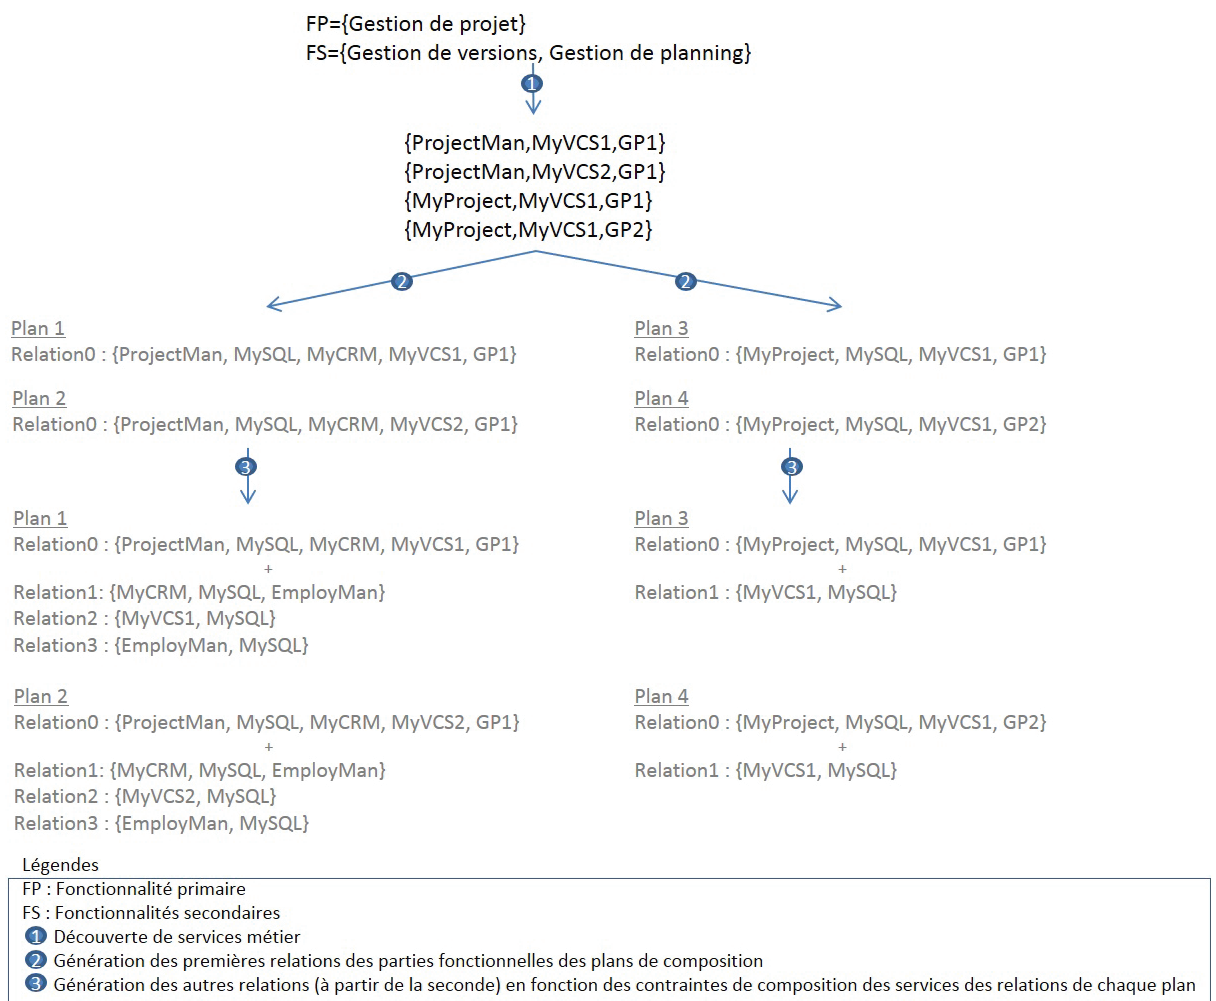 FP={Gestion de projet}
FS={Gestion de versions, Gestion de planning}
1
{ProjectMan,MyVCS1,GP1}
{ProjectMan,MyVCS2,GP1}
{MyProject,MyVCS1,GP1}
{MyProject,MyVCS1,GP2}
2
2
Plan 1
Relation0 : {ProjectMan, MySQL, MyCRM, MyVCS1, GP1}
Plan 2
Relation0 : {ProjectMan, MySQL, MyCRM, MyVCS2, GP1}
3
Plan 1
Relation0 : {ProjectMan, MySQL, MyCRM, MyVCS1, GP1}
+
Relation1: {MyCRM, MySQL, EmployMan}
Relation2 : {MyVCS1, MySQL}
Relation3 : {EmployMan, MySQL}
Plan 2
Relation0 : {ProjectMan, MySQL, MyCRM, MyVCS2, GP1}
+
Relation1: {MyCRM, MySQL, EmployMan}
Relation2 : {MyVCS2, MySQL}
Relation3 : {EmployMan, MySQL}
Plan 3
Relation0 : {MyProject, MySQL, MyVCS1, GP1}
Plan 4
Relation0 : {MyProject, MySQL, MyVCS1, GP2}
3
Plan 3
Relation0 : {MyProject, MySQL, MyVCS1, GP1}
+
Relation1 : {MyVCS1, MySQL}
Plan 4
Relation0 : {MyProject, MySQL, MyVCS1, GP2}
+
Relation1 : {MyVCS1, MySQL}
Légendes
FP : Fonctionnalité primaire
FS : Fonctionnalités secondaires
1 Découverte de services métier
2 Génération des premières relations des parties fonctionnelles des plans de composition
3 Génération des autres relations (à partir de la seconde) en fonction des contraintes de composition des services des relations de chaque plan